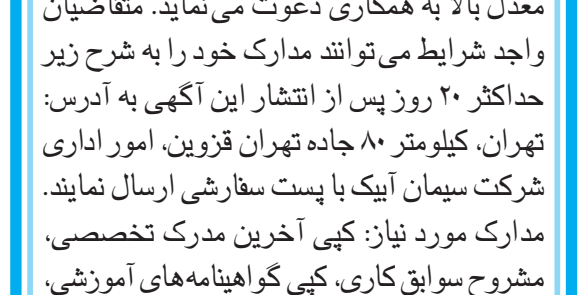 معدل بالا به همکاری دعوت می‌نماید. متقاضیان
واجد شرایط می‌توانند مدارک خود را به شرح زیر
حداکثر ۲۰ روز پس از انتشار این آگهی به آدرس:
تهران، کیلومتر ۸۰ جاده تهران قزوین، امور اداری
شرکت سیمان آبیک با پست سفارشی ارسال نمایند.
مدارک مورد نیاز: کپی آخرین مدرک تخصصی،
مشروح سوابق کاری، کپی گواهینامه‌های آموزشی،